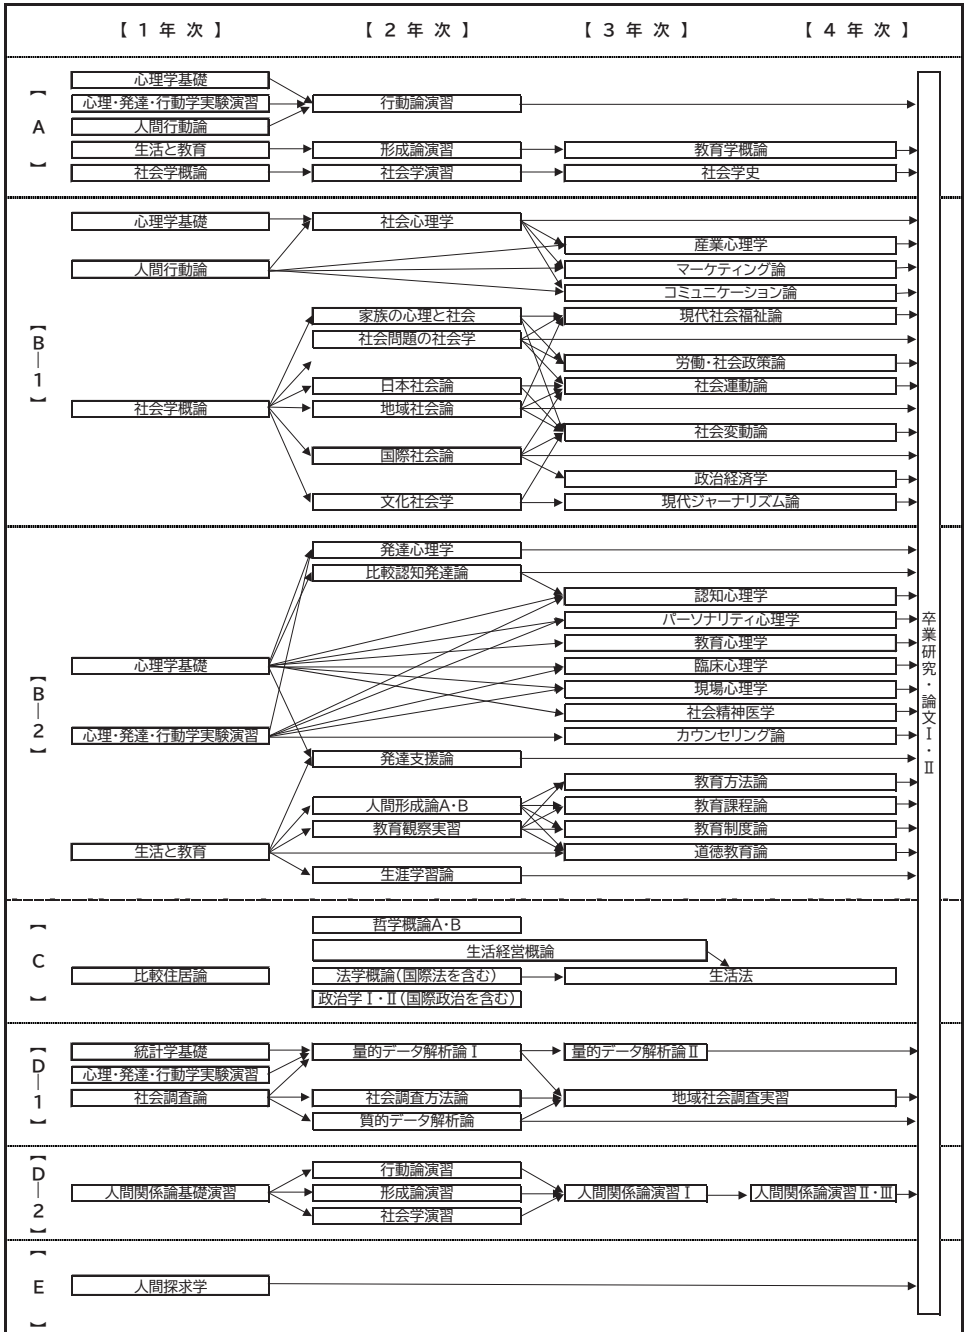 【１年次】 【２年次】 【３年次】 【４年次】
【A】
心理学基礎
心理・発達・行動学実験演習 行動論演習
人間行動論
生活と教育 形成論演習 教育学概論
社会学概論 社会学演習 社会学史
【B―1】
心理学基礎 社会心理学
産業心理学
人間行動論 マーケティング論
コミュニケーション論
家族の心理と社会 現代社会福祉論
社会問題の社会学
労働・社会政策論
日本社会論 社会運動論
社会学概論 地域社会論
社会変動論
国際社会論
政治経済学
文化社会学 現代ジャーナリズム論
【B―2】
発達心理学
比較認知発達論
認知心理学
パーソナリティ心理学
教育心理学
心理学基礎 臨床心理学
現場心理学
社会精神医学
心理・発達・行動学実験演習 カウンセリング論
発達支援論
教育方法論
人間形成論A・B 教育課程論
教育観察実習 教育制度論
生活と教育 道徳教育論
生涯学習論
卒業研究・論文Ⅰ・Ⅱ
【C】
哲学概論A・B
生活経営概論
比較住居論 法学概論（国際法を含む） 生活法
政治学Ⅰ・Ⅱ（国際政治を含む）
【D―1】
統計学基礎 量的データ解析論Ⅰ 量的データ解析論Ⅱ
心理・発達・行動学実験演習
社会調査論 社会調査方法論 地域社会調査実習
質的データ解析論
【D―2】
行動論演習
人間関係論基礎演習 形成論演習 人間関係論演習Ⅰ 人間関係論演習Ⅱ・Ⅲ
社会学演習
【E】
人間探求学